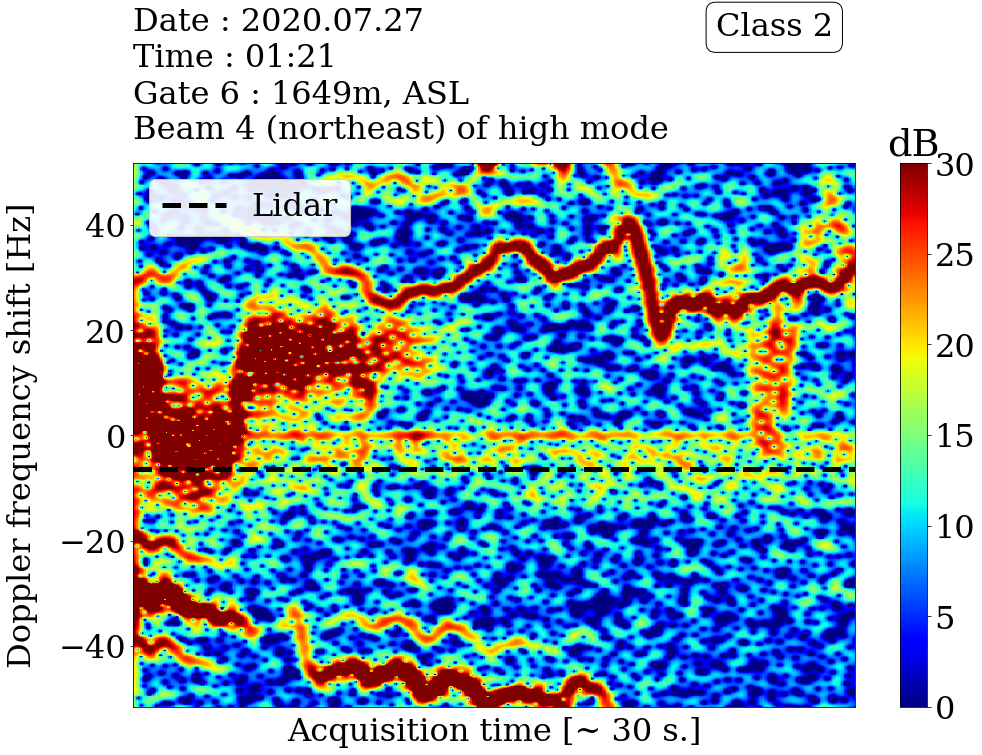 Date : 2020.07.27
Class 2
Time : 01:21
Gate 6 : 1649m, ASL
Beam 4 (northeast) of high mode
dB
30
25
20
15
10
5
0
Lidar
40
20
0
−20
−40
Doppler frequency shift [Hz]
Acquisition time [~ 30 s.]